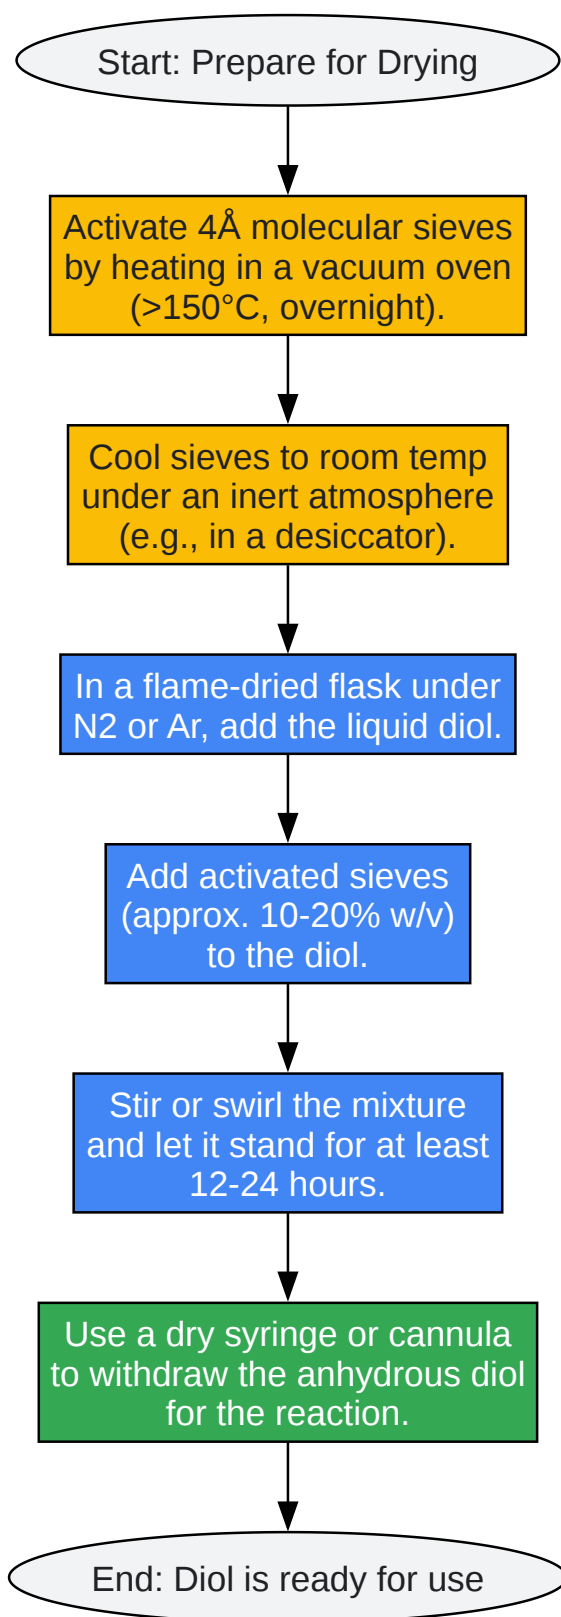 Start: Prepare for Drying
Activate 4Å molecular sieves
by heating in a vacuum oven
(>150°C, overnight).
Cool sieves to room temp
under an inert atmosphere
(e.g., in a desiccator).
In a flame-dried flask under
N2 or Ar, add the liquid diol.
Add activated sieves
(approx. 10-20% w/v)
to the diol.
Stir or swirl the mixture
and let it stand for at least
12-24 hours.
Use a dry syringe or cannula
to withdraw the anhydrous diol
for the reaction.
End: Diol is ready for use